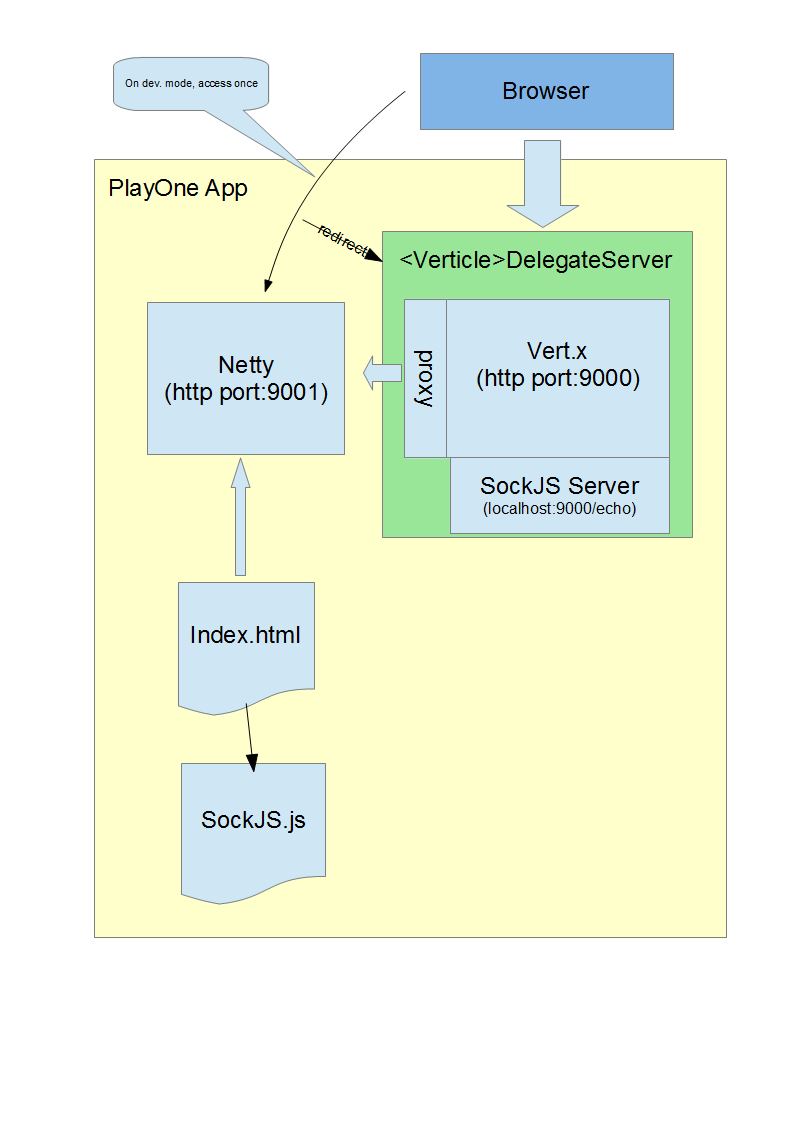 On dev. mode, access once
Browser
PlayOne App
redirect
<Verticle>DelegateServer
Netty
(http port:9001)
proxy
Vert.x
(http port:9000)
SockJS Server
(localhost:9000/echo)
Index.html
SockJS.js